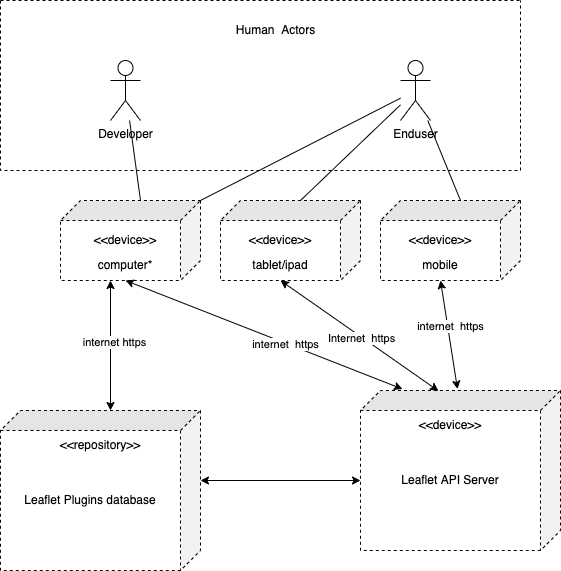 Human  Actors
Developer
Enduser
<<device>>
computer*
<<device>>
tablet/ipad
<<device>>
mobile
internet https
internet  https
Internet  https
internet  https
<<repository>>
Leaflet Plugins database
<<device>>
Leaflet API Server